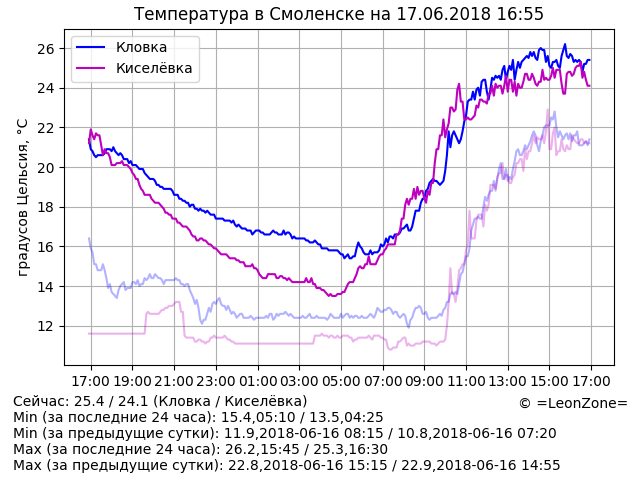 Температура в Смоленске на 17.06.2018 16:55
Кловка
Киселёвка
градусов Цельсия, °C
26
24
22
20
18
16
14
12
17:00 19:00 21:00 23:00 01:00 03:00 05:00 07:00 09:00 11:00 13:00 15:00 17:00
Сейчас: 25.4 / 24.1 (Кловка / Киселёвка)
© =LeonZone=
Min (за последние 24 часа): 15.4,05:10 / 13.5,04:25
Min (за предыдущие сутки): 11.9,2018-06-16 08:15 / 10.8,2018-06-16 07:20
Max (за последние 24 часа): 26.2,15:45 / 25.3,16:30
Max (за предыдущие сутки): 22.8,2018-06-16 15:15 / 22.9,2018-06-16 14:55